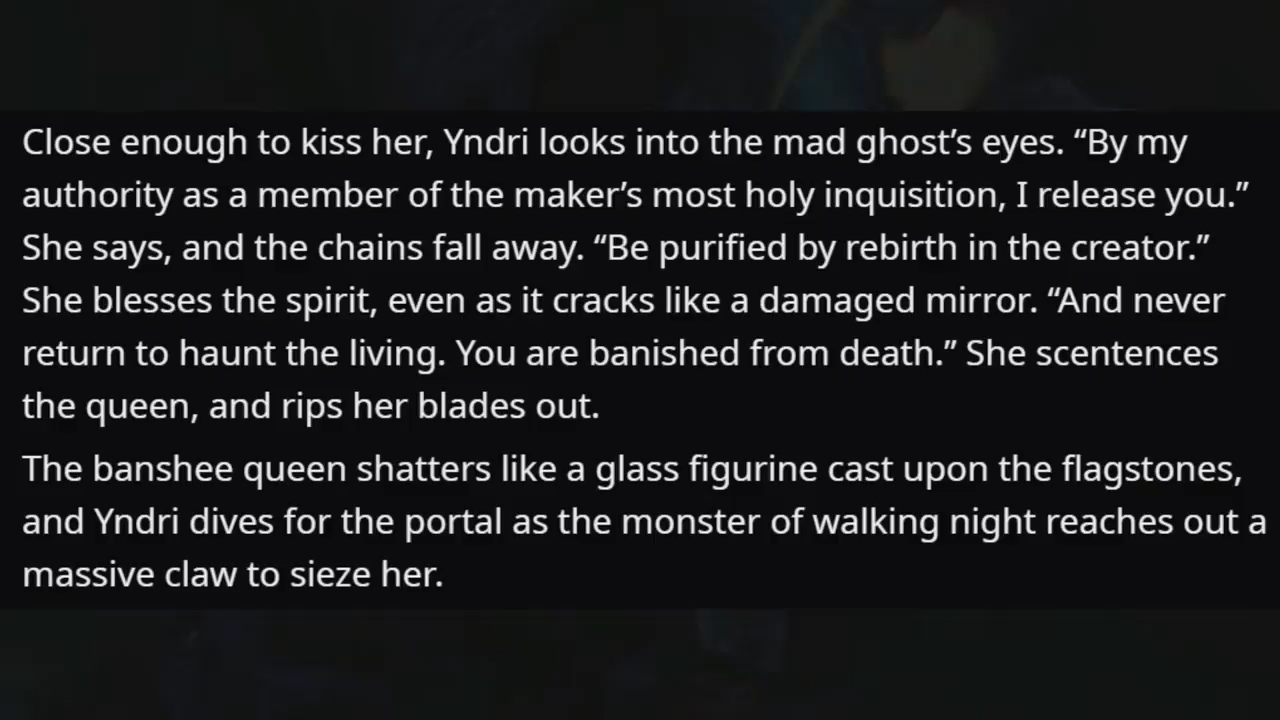 Close enough to kiss her, Yndri looks into the mad ghost’s eyes. “By my
authority as a member of the maker’s most holy inquisition, I release you.”
She says, and the chains fall away. “Be purified by rebirth in the creator.”
She blesses the spirit, even as it cracks like a damaged mirror. “And never
return to haunt the living. You are banished from death.” She scentences
the queen, and rips her blades out.
The banshee queen shatters like a glass figurine cast upon the flagstones,
and Yndri dives for the portal as the monster of walking night reaches out a
massive claw to sieze her.